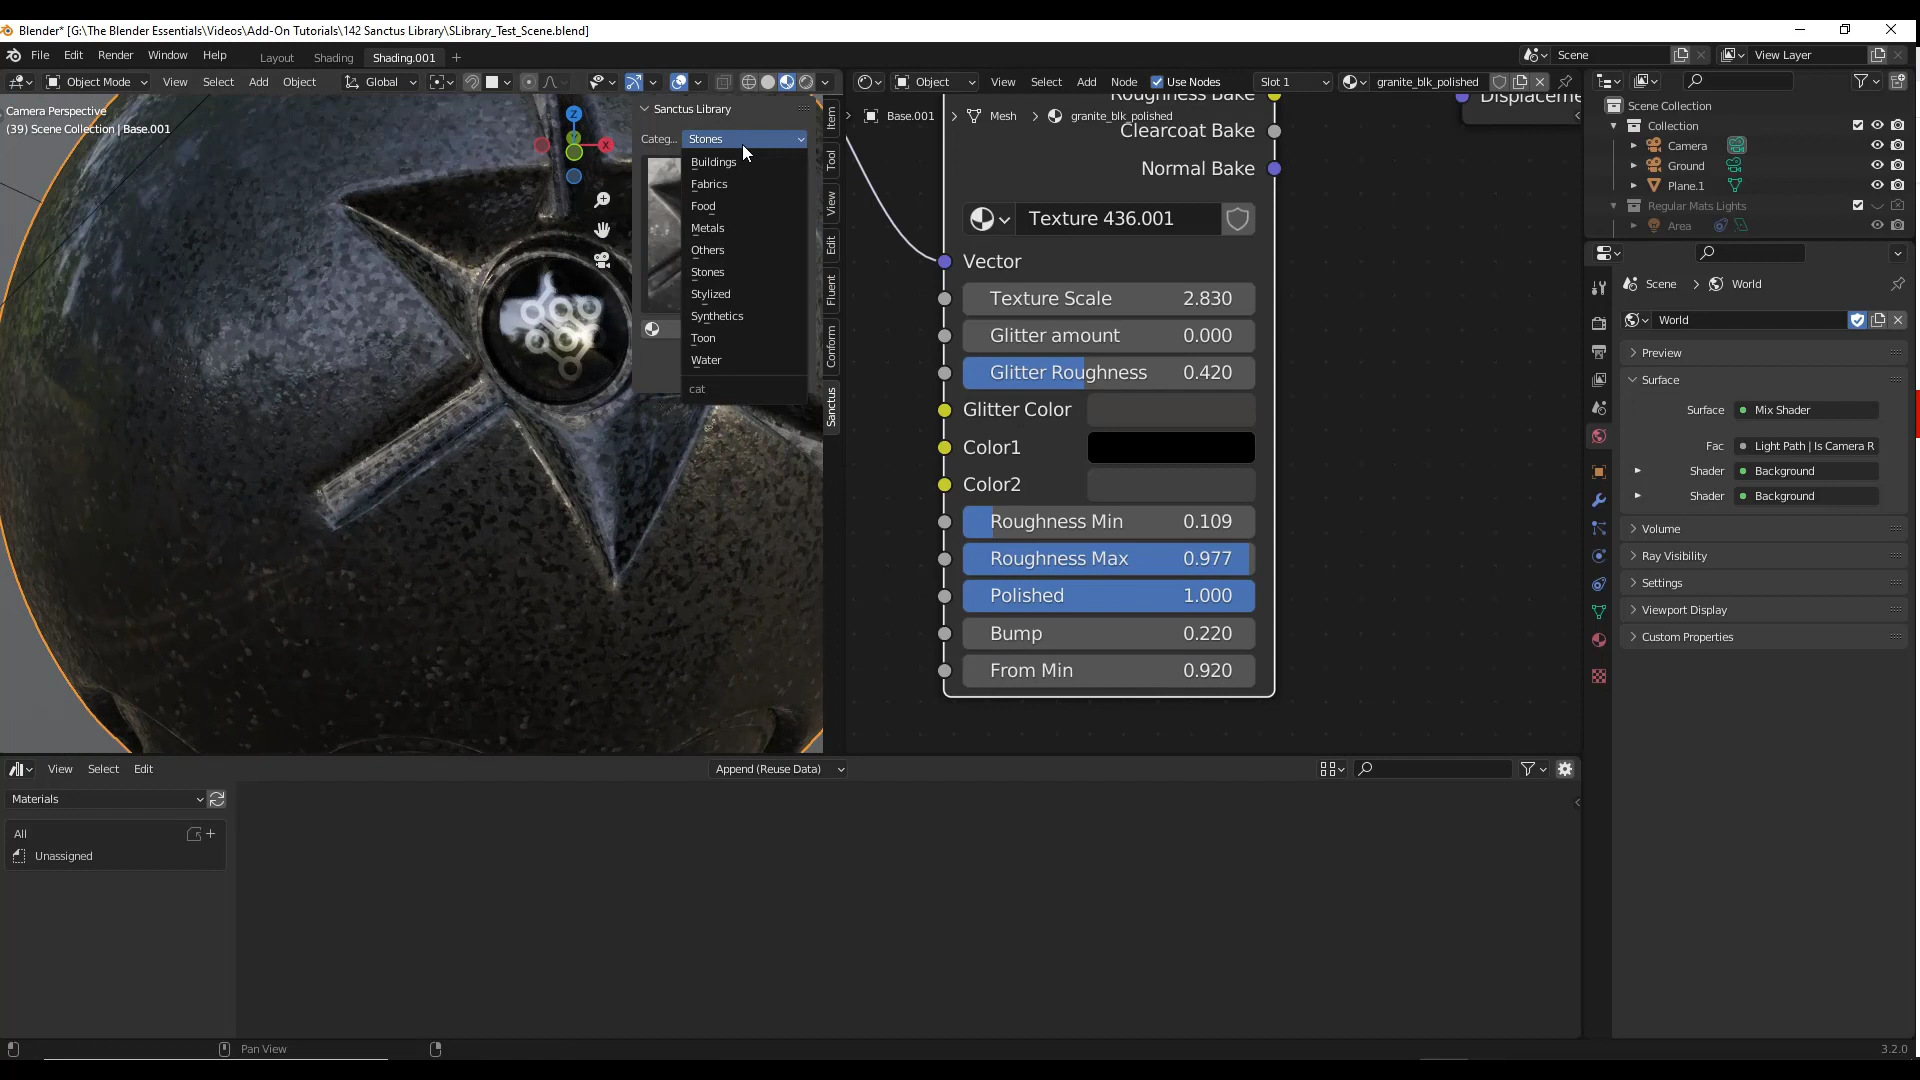 Blender* [G:\The Blender Essentials\Videos\Add-On Tutorials\142 Sanctus Library\SLibrary_Test_Scene.blend]
File Edit Render Window Help Layout Shading Shading.001 + Scene View Layer
Object Mode View Select Add Object Global Object View Select Add Node Use Nodes Slot 1 granite_blk_polished
Camera Perspective
(39) Scene Collection | Base.001
Z
X
Sanctus Library
Categ... Stones
Buildings
Fabrics
Food
Metals
Others
Stones
Stylized
Synthetics
Toon
Water
cat
Item
Tool
View
Edit
Fluent
Conform
Sanctus
Base.001 > Mesh > granite_blk_polished
Roughness Bake
Clearcoat Bake
Normal Bake
Displaceme
Texture 436.001
Vector
Texture Scale 2.830
Glitter amount 0.000
Glitter Roughness 0.420
Glitter Color
Color1
Color2
Roughness Min 0.109
Roughness Max 0.977
Polished 1.000
Bump 0.220
From Min 0.920
Scene Collection
Collection
Camera
Ground
Plane.1
Regular Mats Lights
Area
Scene > World
World
Preview
Surface
Surface Mix Shader
Fac Light Path | Is Camera R
Shader Background
Shader Background
Volume
Ray Visibility
Settings
Viewport Display
Custom Properties
View Select Edit Append (Reuse Data)
Materials
All
Unassigned
Pan View
3.2.0